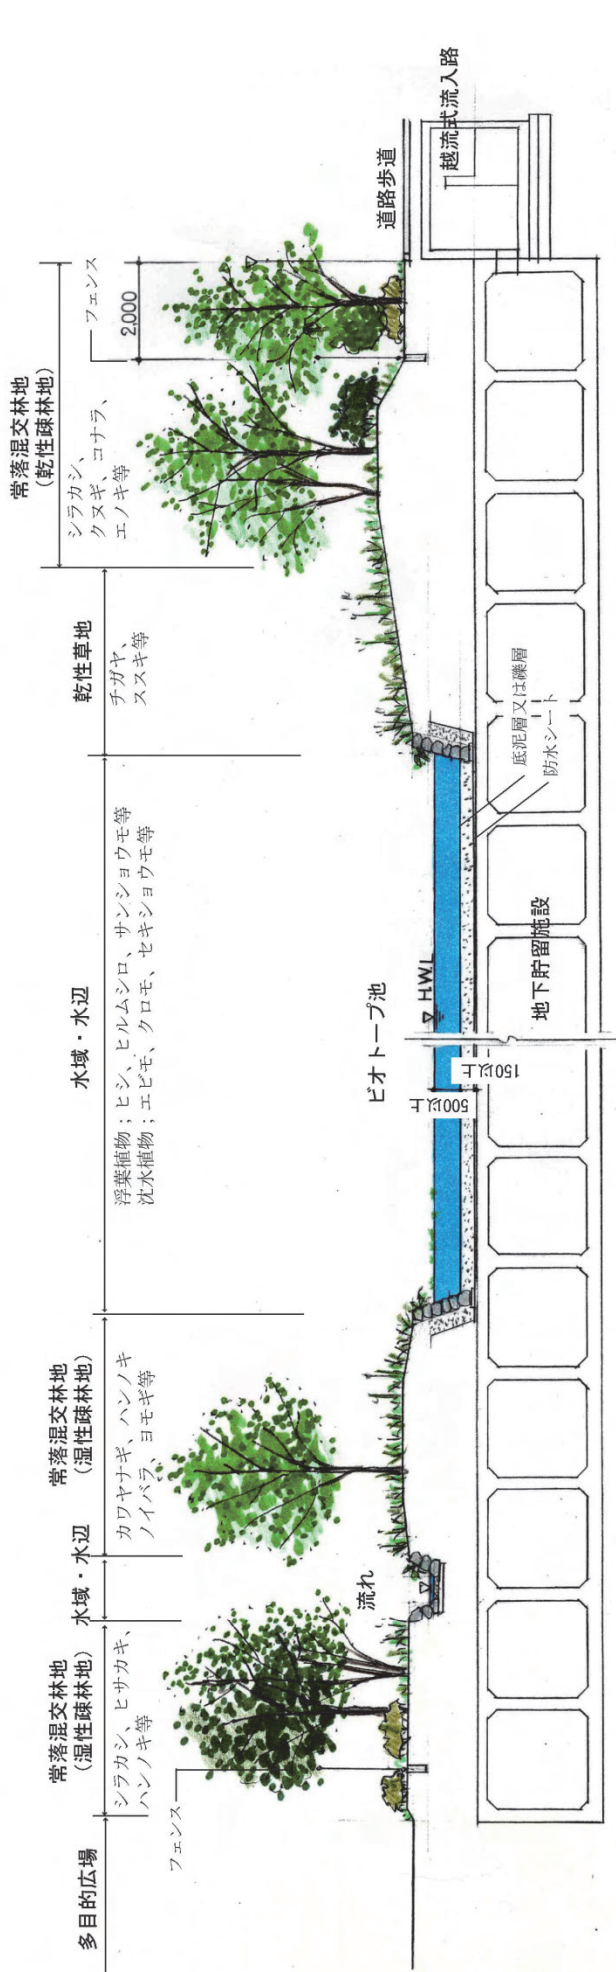 多目的広場
常落混交林地
（湿性疎林地）
シラカシ、ヒサカキ、
ハンノキ等
フェンス
水域・水辺
流れ
常落混交林地
（湿性疎林地）
カワヤナギ、ハンノキ
ノイバラ、ヨモギ等
水域・水辺
浮葉植物；ヒシ、ヒルムシロ、サンショウモ等
沈水植物；エビモ、クロモ、セキショウモ等
ビオトープ池
H.W.L
500以上
150以上
地下貯留施設
底泥層又は礫層
防水シート
乾性草地
チガヤ、
ススキ等
常落混交林地
（乾性疎林地）
シラカシ、
クヌギ、コナラ、
エノキ等
フェンス
2,000
道路歩道
越流式流入路